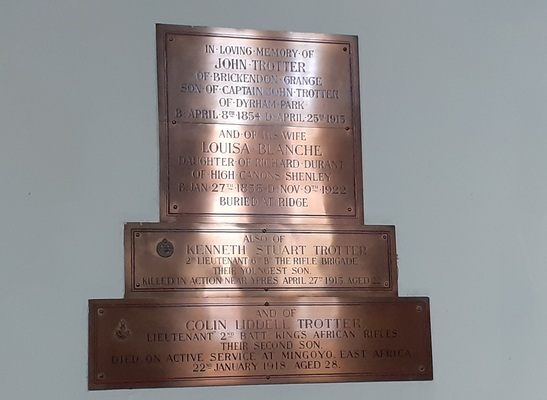 IN·LOVING·MEMORY·OF
JOHN·TROTTER
OF·BRICKENDON·GRANGE
SON·OF·CAPTAIN·JOHN·TROTTER
OF·DYRHAM·PARK
B·APRIL·8TH·1854·D·APRIL·25TH·1915
AND·OF·HIS·WIFE
LOUISA·BLANCHE
DAUGHTER·OF·RICHARD·DURANT
OF·HIGH·CANONS·SHENLEY
B·JAN·27TH D·NOV·9TH·1922
BURIED·AT·RIDGE
ALSO OF
KENNETH STUART TROTTER
2ND LIEUTENANT 6TH BN THE RIFLE BRIGADE
THEIR YOUNGEST SON.
KILLED IN ACTION NEAR YPRES APRIL 27TH 1915 AGED
AND OF
COLIN LIDDELL TROTTER
LIEUTENANT 2ND BATT. KINGS AFRICAN RIFLES
THEIR SECOND SON.
DIED ON ACTIVE SERVICE AT MINGOYO, EAST AFRICA
22ND JANUARY 1918 AGED 28.